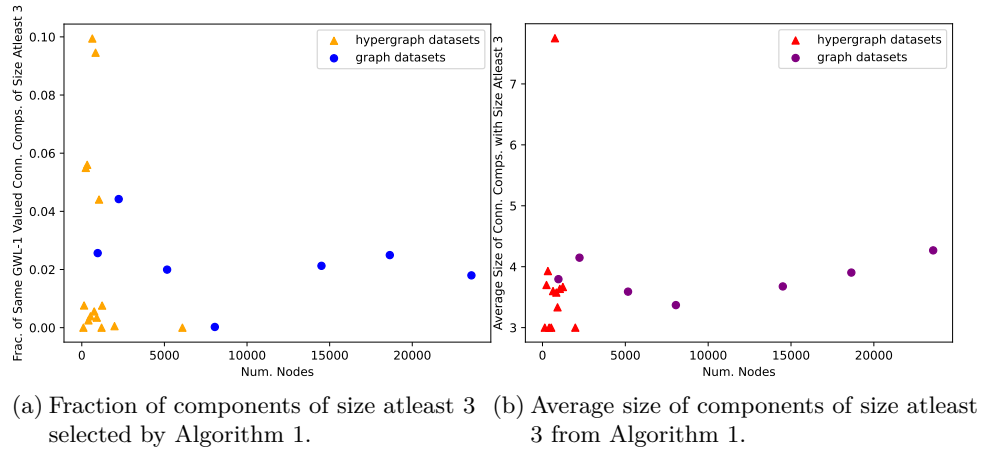 Frac. of Same GWL-1 Valued Conn. Comps. of Size Atleast 3
0.10
0.08
0.06
0.04
0.02
0.00
hypergraph datasets
graph datasets
0 5000 10000 15000 20000
Num. Nodes
Average Size of Conn. Comps. with Size Atleast 3
7
6
5
4
3
hypergraph datasets
graph datasets
0 5000 10000 15000 20000
Num. Nodes
(a) Fraction of components of size atleast 3
selected by Algorithm 1.
(b) Average size of components of size atleast
3 from Algorithm 1.